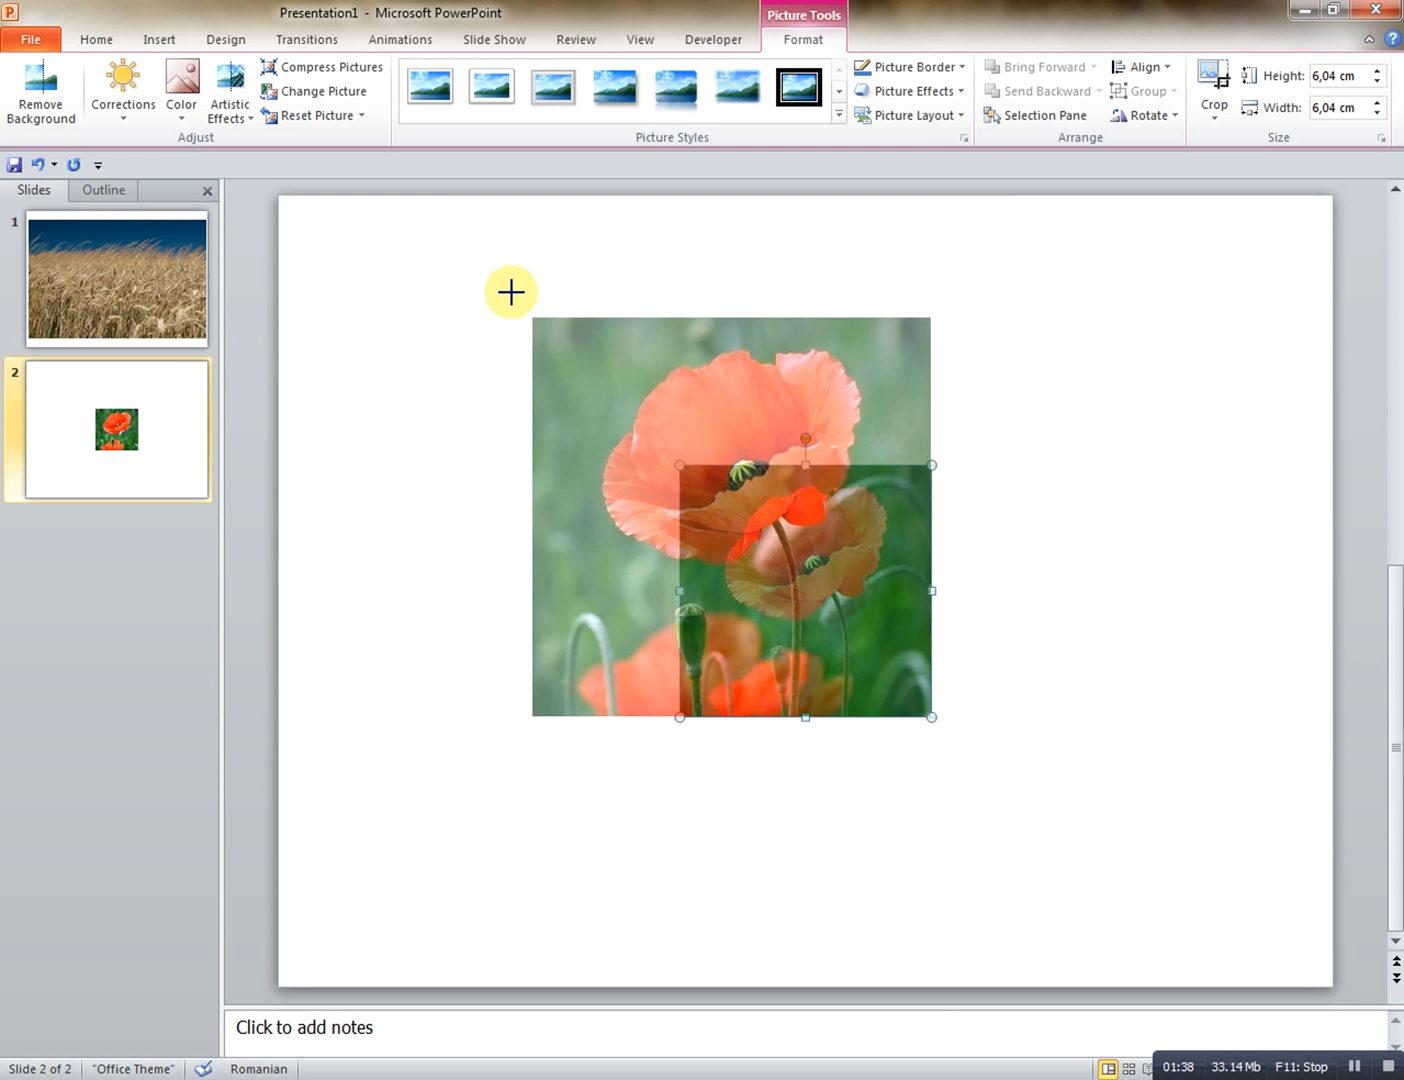 Presentation1 - Microsoft PowerPoint
Picture Tools
File
Home
Insert
Design
Transitions
Animations
Slide Show
Review
View
Developer
Format
Remove Background
Corrections
Color
Artistic Effects
Compress Pictures
Change Picture
Reset Picture
Adjust
Picture Styles
Picture Border
Picture Effects
Picture Layout
Bring Forward
Send Backward
Selection Pane
Align
Group
Rotate
Arrange
Crop
Height: 6,04 cm
Width: 6,04 cm
Size
Slides
Outline
1
2
Click to add notes
Slide 2 of 2
"Office Theme"
Romanian
01:38
33.14 Mb
F11: Stop